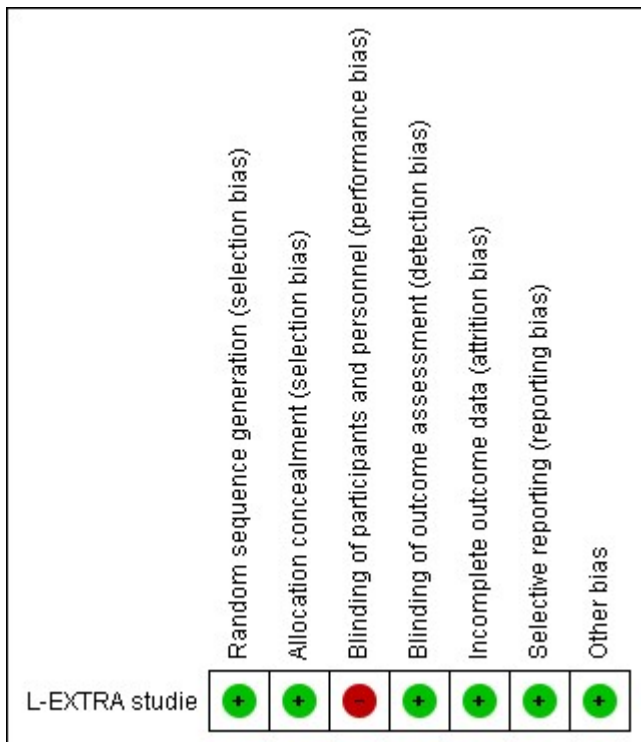 Random sequence generation (selection bias)
Allocation concealment (selection bias)
Blinding of participants and personnel (performance bias)
Blinding of outcome assessment (detection bias)
Incomplete outcome data (attrition bias)
Selective reporting (reporting bias)
Other bias
L-EXTRA studie + + - + + + +